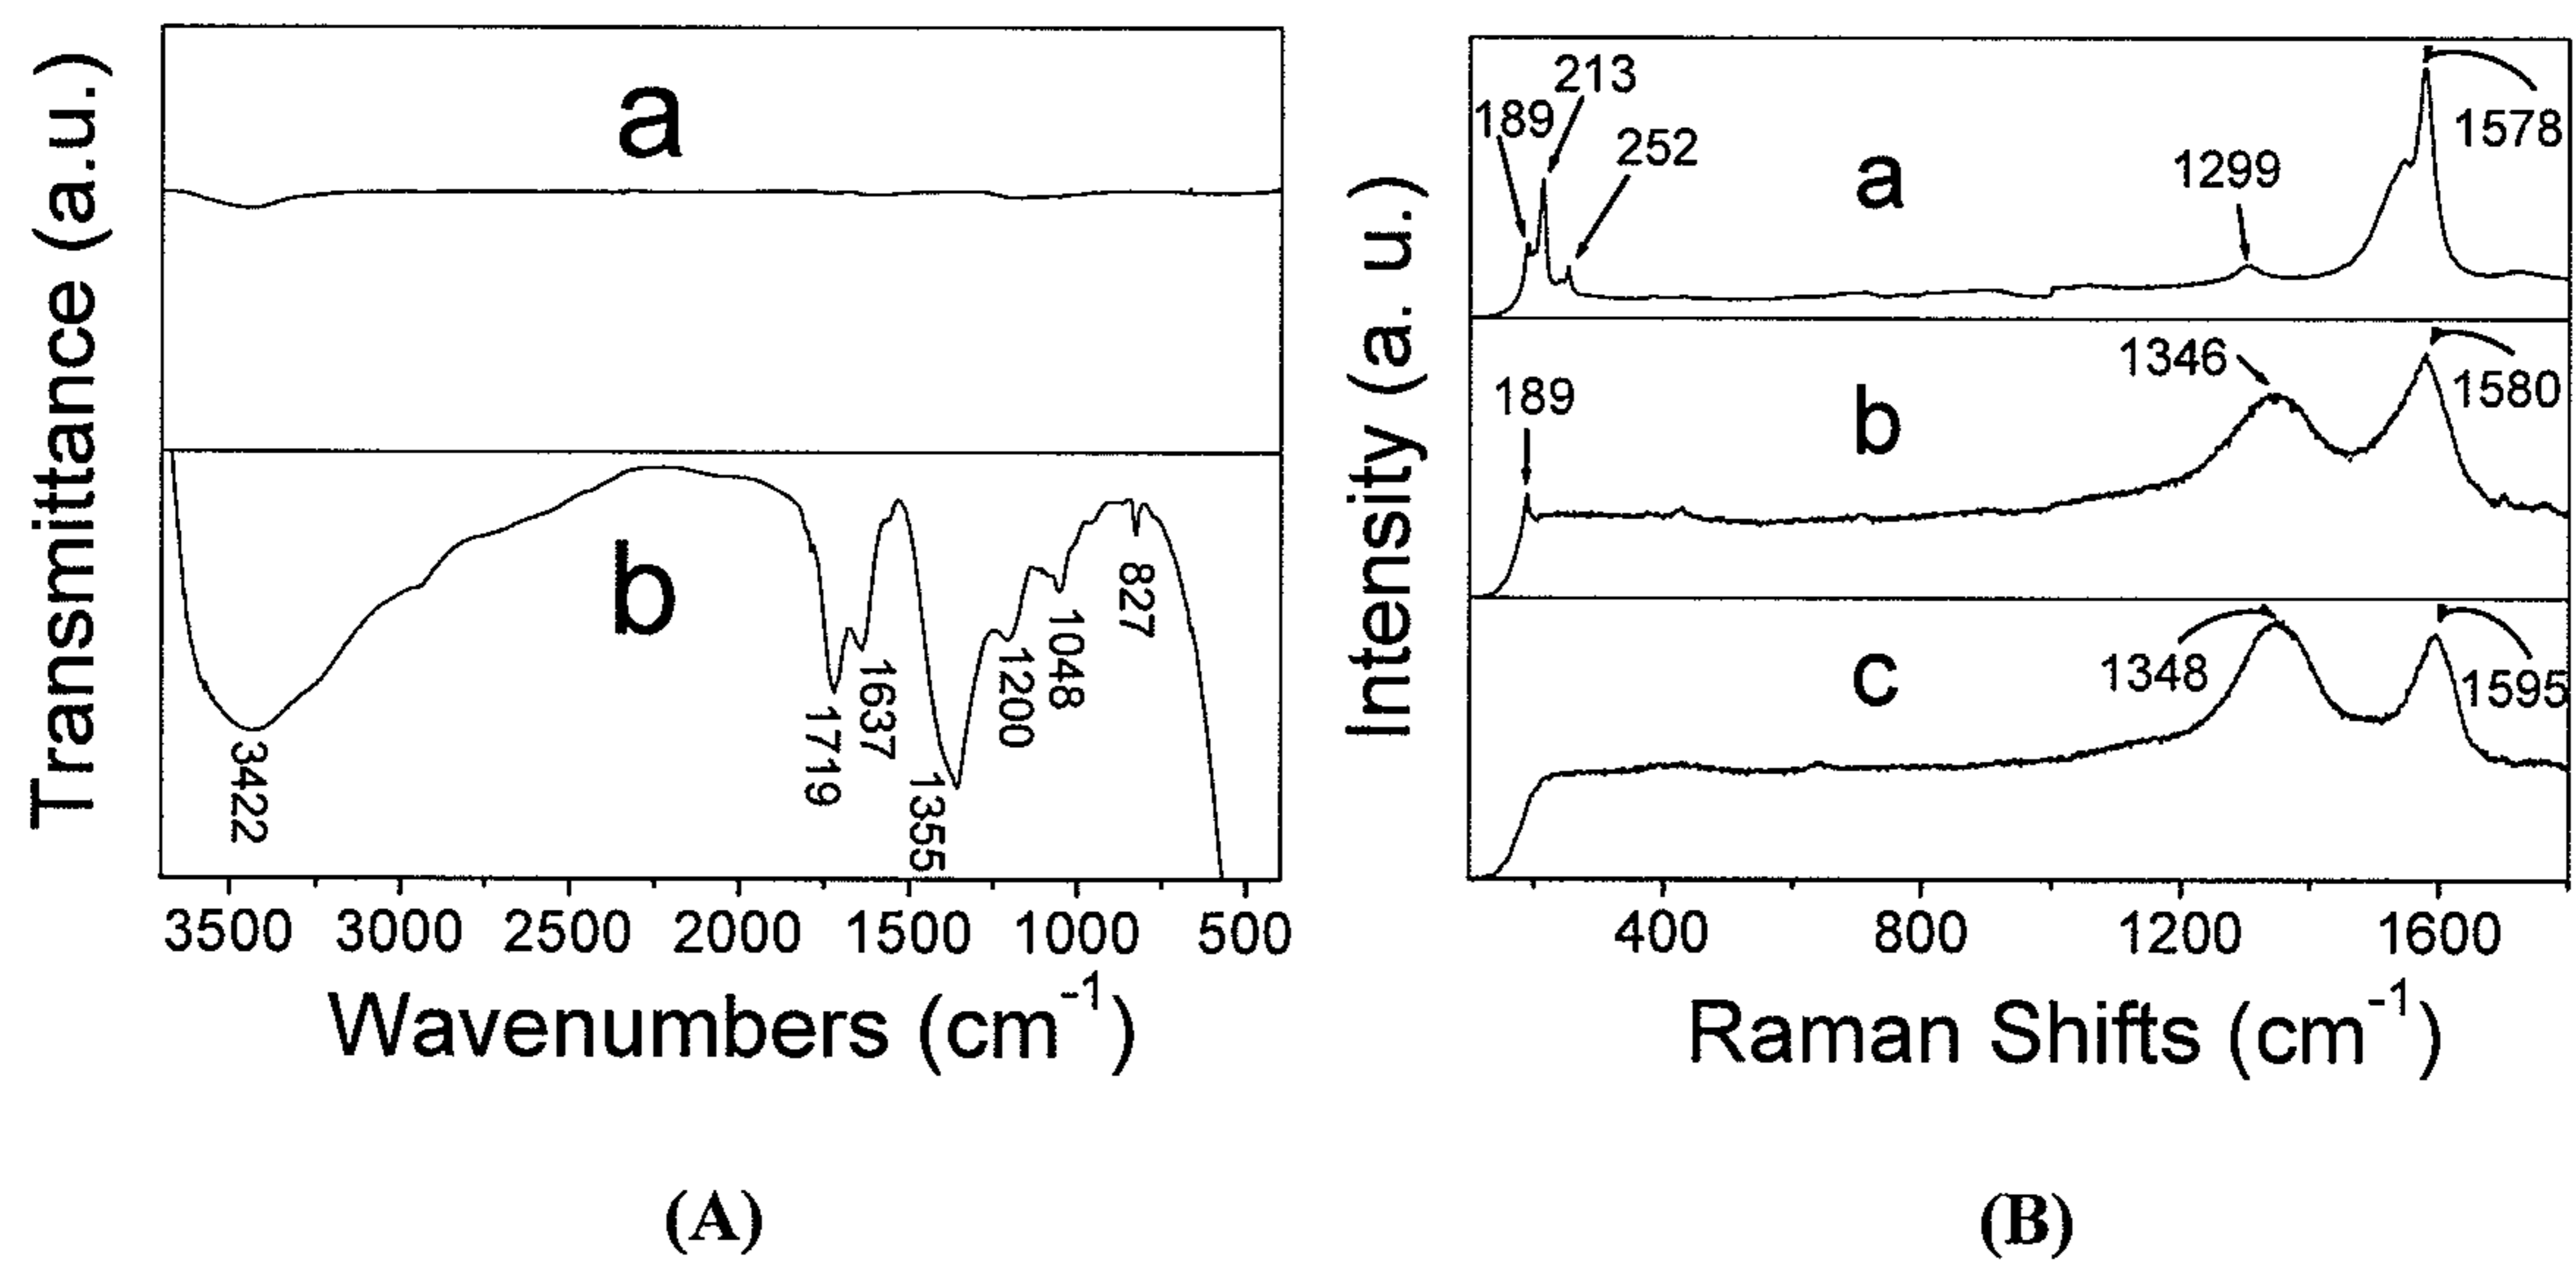 Transmittance (a.u.)
a
b
3422
1719
1637
1355
1200
1048
827
3500 3000 2500 2000 1500 1000 500
Wavenumbers (cm-1)
(A)
Intensity (a. u.)
189
213
252
a
1299
1578
189
b
1346
1580
c
1348
1595
400 800 1200 1600
Raman Shifts (cm-1)
(B)